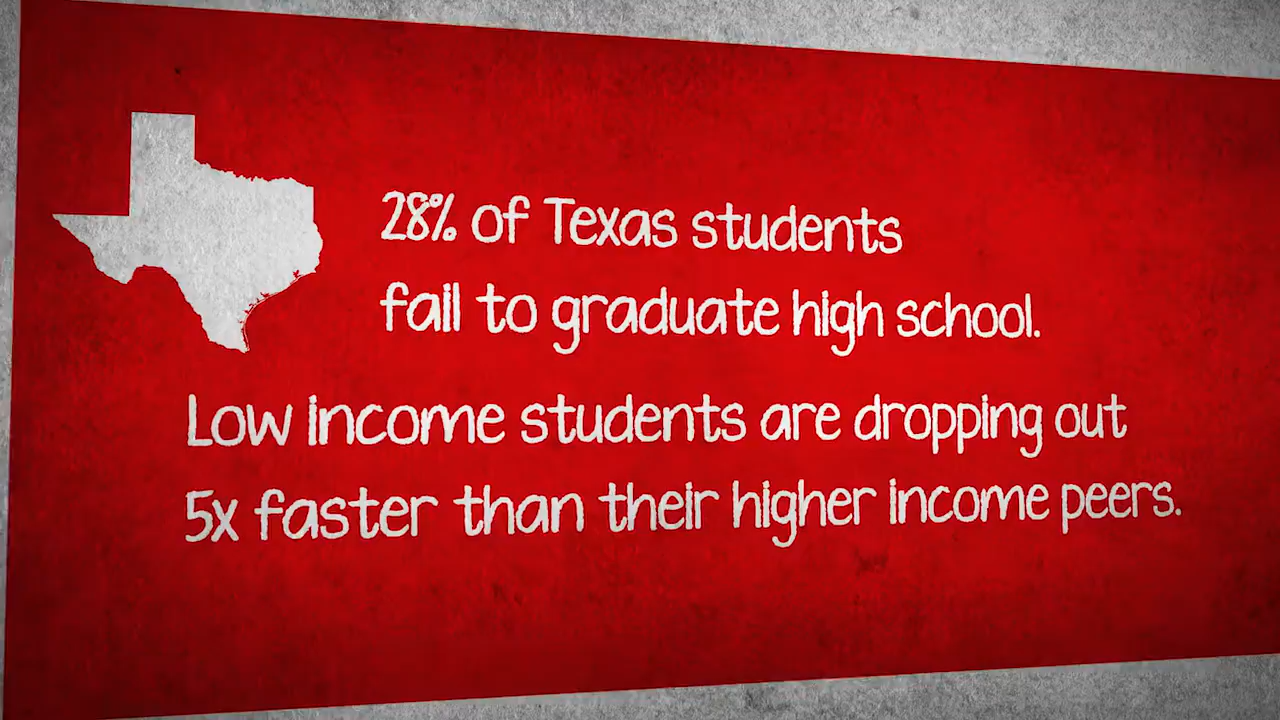 28% of Texas students
fail to graduate high school.
Low income students are dropping out
5x faster than their higher income peers.